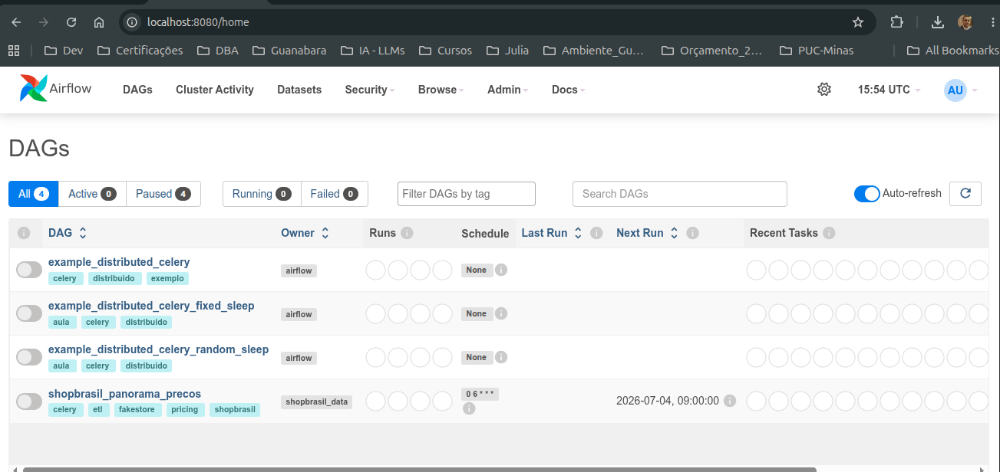 localhost:8080/home
Dev Certificações DBA Guanabara IA - LLMs Cursos Julia Ambiente_Gu... Orçamento_2... PUC-Minas All Bookmarks
Airflow DAGs Cluster Activity Datasets Security Browse Admin Docs 15:54 UTC AU
DAGs
All 4 Active 0 Paused 4 Running 0 Failed 0 Filter DAGs by tag Search DAGs Auto-refresh
i DAG Owner Runs i Schedule Last Run i Next Run i Recent Tasks i
example_distributed_celery
celery distribuido exemplo airflow None i
example_distributed_celery_fixed_sleep
aula celery distribuido airflow None i
example_distributed_celery_random_sleep
aula celery distribuido airflow None i
shopbrasil_panorama_precos
celery etl fakestore pricing shopbrasil shopbrasil_data 0 6 * * * i 2026-07-04, 09:00:00 i